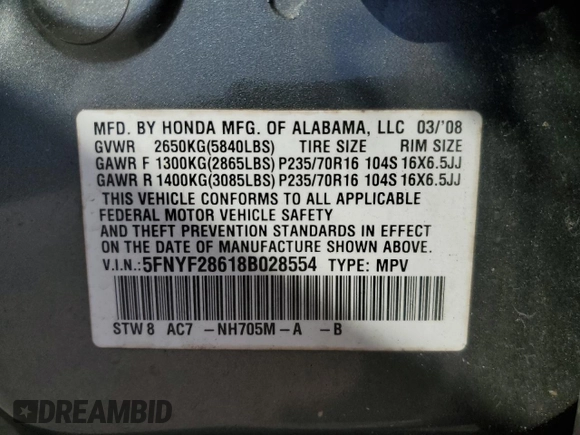 MFD. BY HONDA MFG. OF ALABAMA, LLC 03/'08
GVWR 2650KG(5840LBS) TIRE SIZE RIM SIZE
GAWR F 1300KG(2865LBS) P235/70R16 104S 16X6.5JJ
GAWR R 1400KG(3085LBS) P235/70R16 104S 16X6.5JJ
THIS VEHICLE CONFORMS TO ALL APPLICABLE
FEDERAL MOTOR VEHICLE SAFETY
AND THEFT PREVENTION STANDARDS IN EFFECT
ON THE DATE OF MANUFACTURE SHOWN ABOVE.
V.I.N.:5FNYF28618B028554 TYPE: MPV
STW8 AC7 -NH705M-A -B
DREAMBID